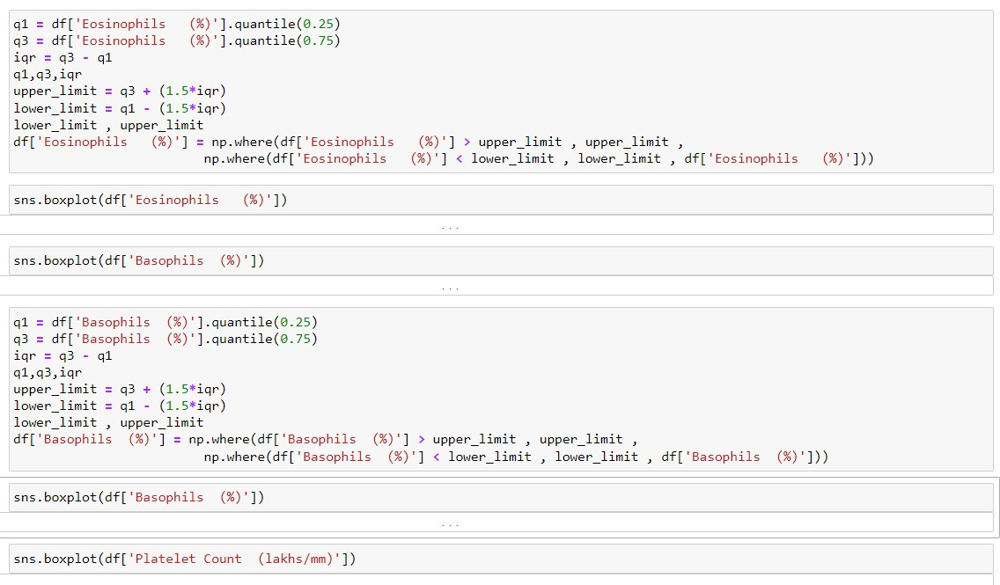 q1 = df['Eosinophils   (%)'].quantile(0.25)
q3 = df['Eosinophils   (%)'].quantile(0.75)
iqr = q3 - q1
q1,q3,iqr
upper_limit = q3 + (1.5*iqr)
lower_limit = q1 - (1.5*iqr)
lower_limit , upper_limit
df['Eosinophils   (%)'] = np.where(df['Eosinophils   (%)'] > upper_limit , upper_limit ,
                         np.where(df['Eosinophils   (%)'] < lower_limit , lower_limit , df['Eosinophils   (%)']))
sns.boxplot(df['Eosinophils   (%)'])
...
sns.boxplot(df['Basophils  (%)'])
...
q1 = df['Basophils  (%)'].quantile(0.25)
q3 = df['Basophils  (%)'].quantile(0.75)
iqr = q3 - q1
q1,q3,iqr
upper_limit = q3 + (1.5*iqr)
lower_limit = q1 - (1.5*iqr)
lower_limit , upper_limit
df['Basophils  (%)'] = np.where(df['Basophils  (%)'] > upper_limit , upper_limit ,
                         np.where(df['Basophils  (%)'] < lower_limit , lower_limit , df['Basophils  (%)']))
sns.boxplot(df['Basophils  (%)'])
...
sns.boxplot(df['Platelet Count  (lakhs/mm)'])